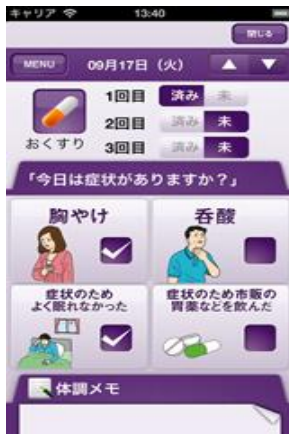 キャリア 13:40
閉じる
MENU 09月17日（火）
1回目 済み 未
2回目 済み 未
おくすり 3回目 済み 未
「今日は症状がありますか？」
胸やけ 呑酸
症状のため
よく眠れなかった
症状のため市販の
胃薬などを飲んだ
体調メモ